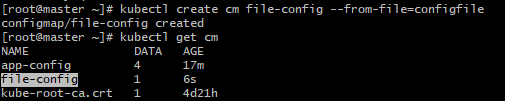 [root@master ~]# kubectl create cm file-config --from-file=configfile
configmap/file-config created
[root@master ~]# kubectl get cm
NAME DATA AGE
app-config 4 17m
file-config 1 6s
kube-root-ca.crt 1 4d21h